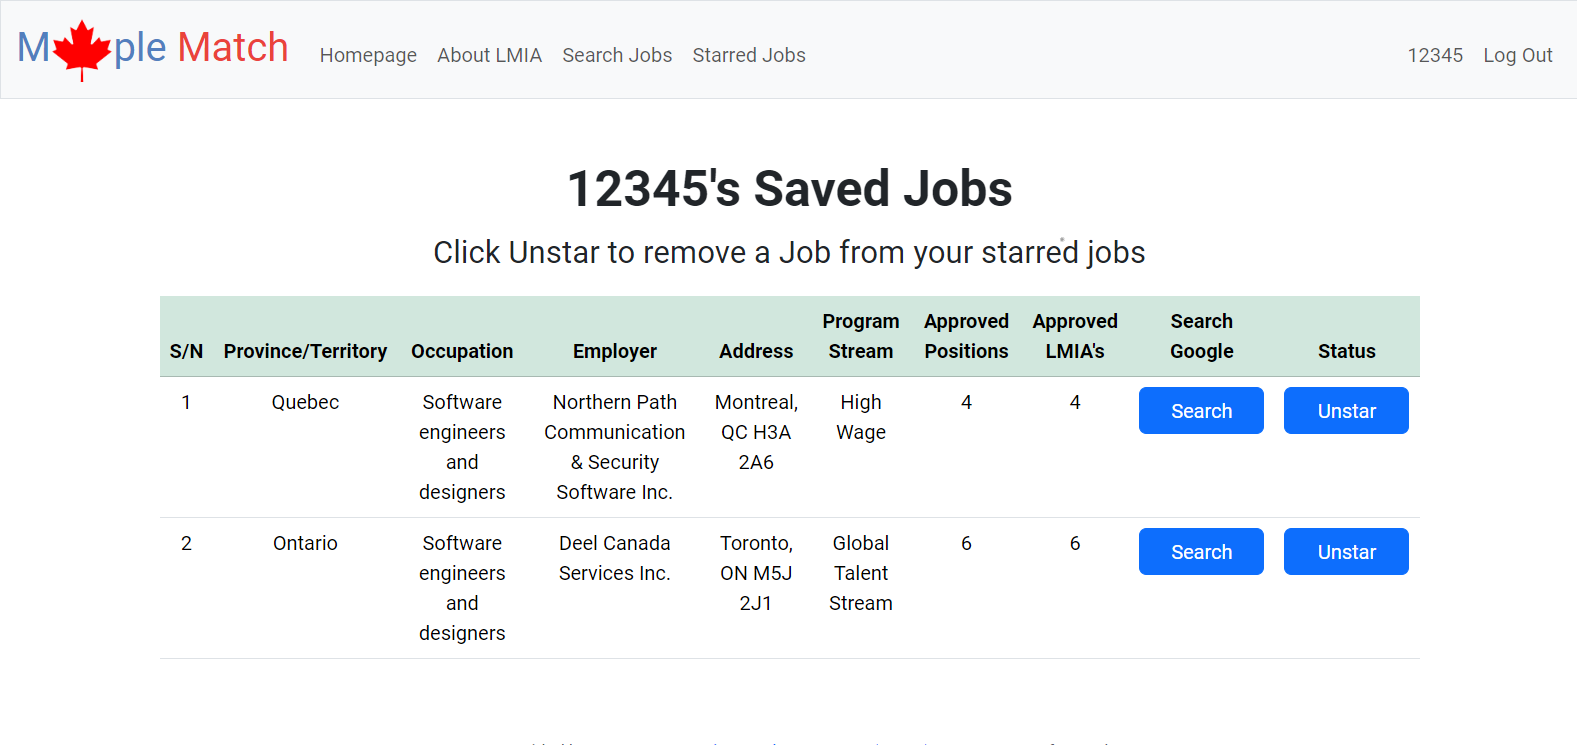 Maple Match
Homepage About LMIA Search Jobs Starred Jobs 12345 Log Out
12345's Saved Jobs
Click Unstar to remove a Job from your starred jobs
Program Approved Approved Search
S/N Province/Territory Occupation Employer Address Stream Positions LMIA's Google Status
1 Quebec Software Northern Path Montreal, High 4 4 Search Unstar
engineers Communication QC H3A Wage
and & Security 2A6
designers Software Inc.
2 Ontario Software Deel Canada Toronto, Global 6 6 Search Unstar
engineers Services Inc. ON M5J Talent
and 2J1 Stream
designers